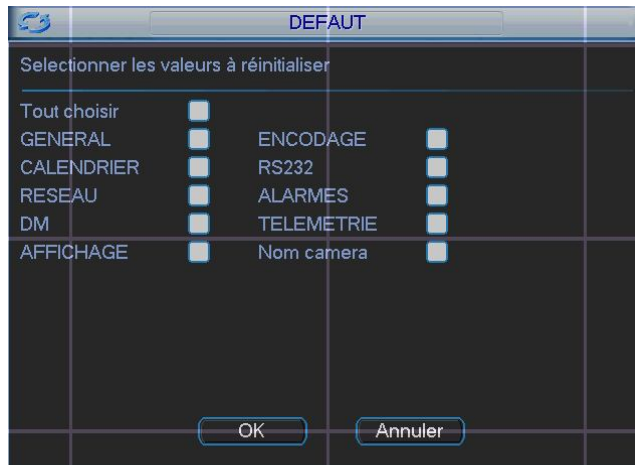 DEFAUT
Selectionner les valeurs à réinitialiser
Tout choisir
GENERAL ENCODAGE
CALENDRIER RS232
RESEAU ALARMES
DM TELEMETRIE
AFFICHAGE Nom camera
OK Annuler